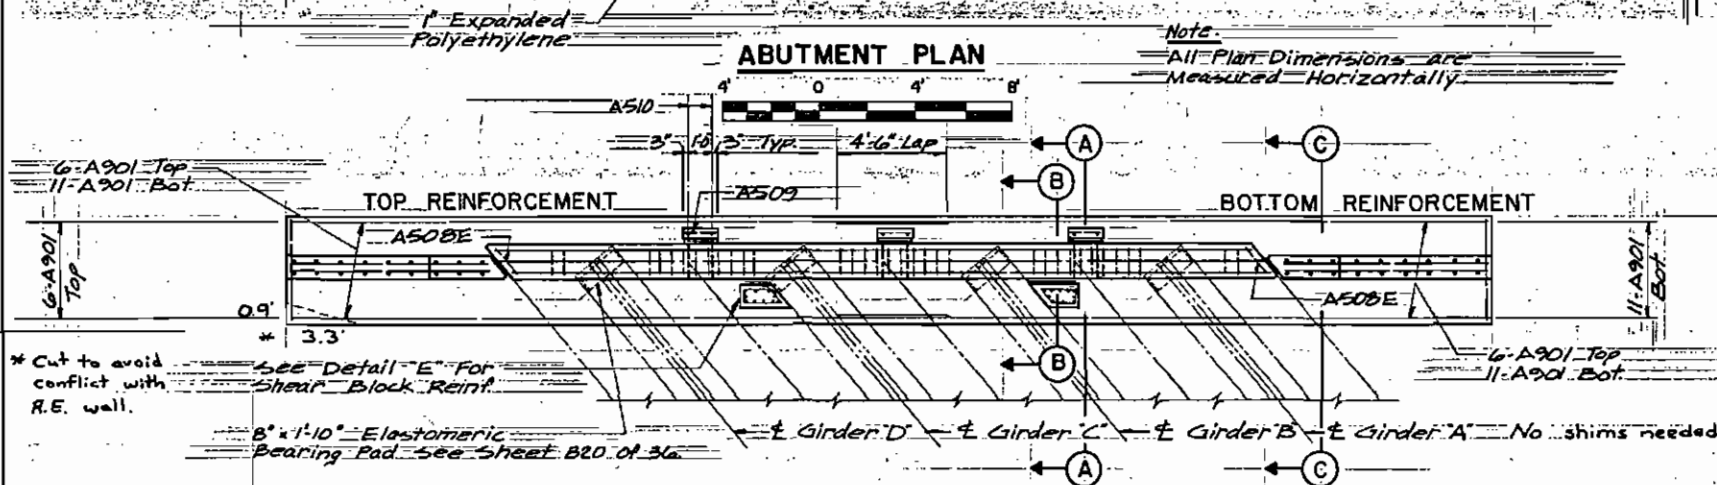 1" Expanded
Polyethylene
ABUTMENT PLAN
Note:
All Plan Dimensions are
Measured Horizontally.
4' 0 4' 8'
A510
3" 3" Typ. 4'-6" Lap
A
C
B
6-A901 Top
11-A901 Bot.
TOP REINFORCEMENT
A509
BOTTOM REINFORCEMENT
A508E
6-A901
Top
11-A901
Bot.
A508E
0.9'
* 3.3'
B
* Cut to avoid
conflict with
R.E. wall.
See Detail "E" For
Shear Block Reinf.
6-A901 Top
11-A901 Bot.
8" x 1'-10" Elastomeric
Bearing Pad See Sheet B20 of 36
℄ Girder "D" ℄ Girder "C" ℄ Girder B ℄ Girder "A" No shims needed
A
C